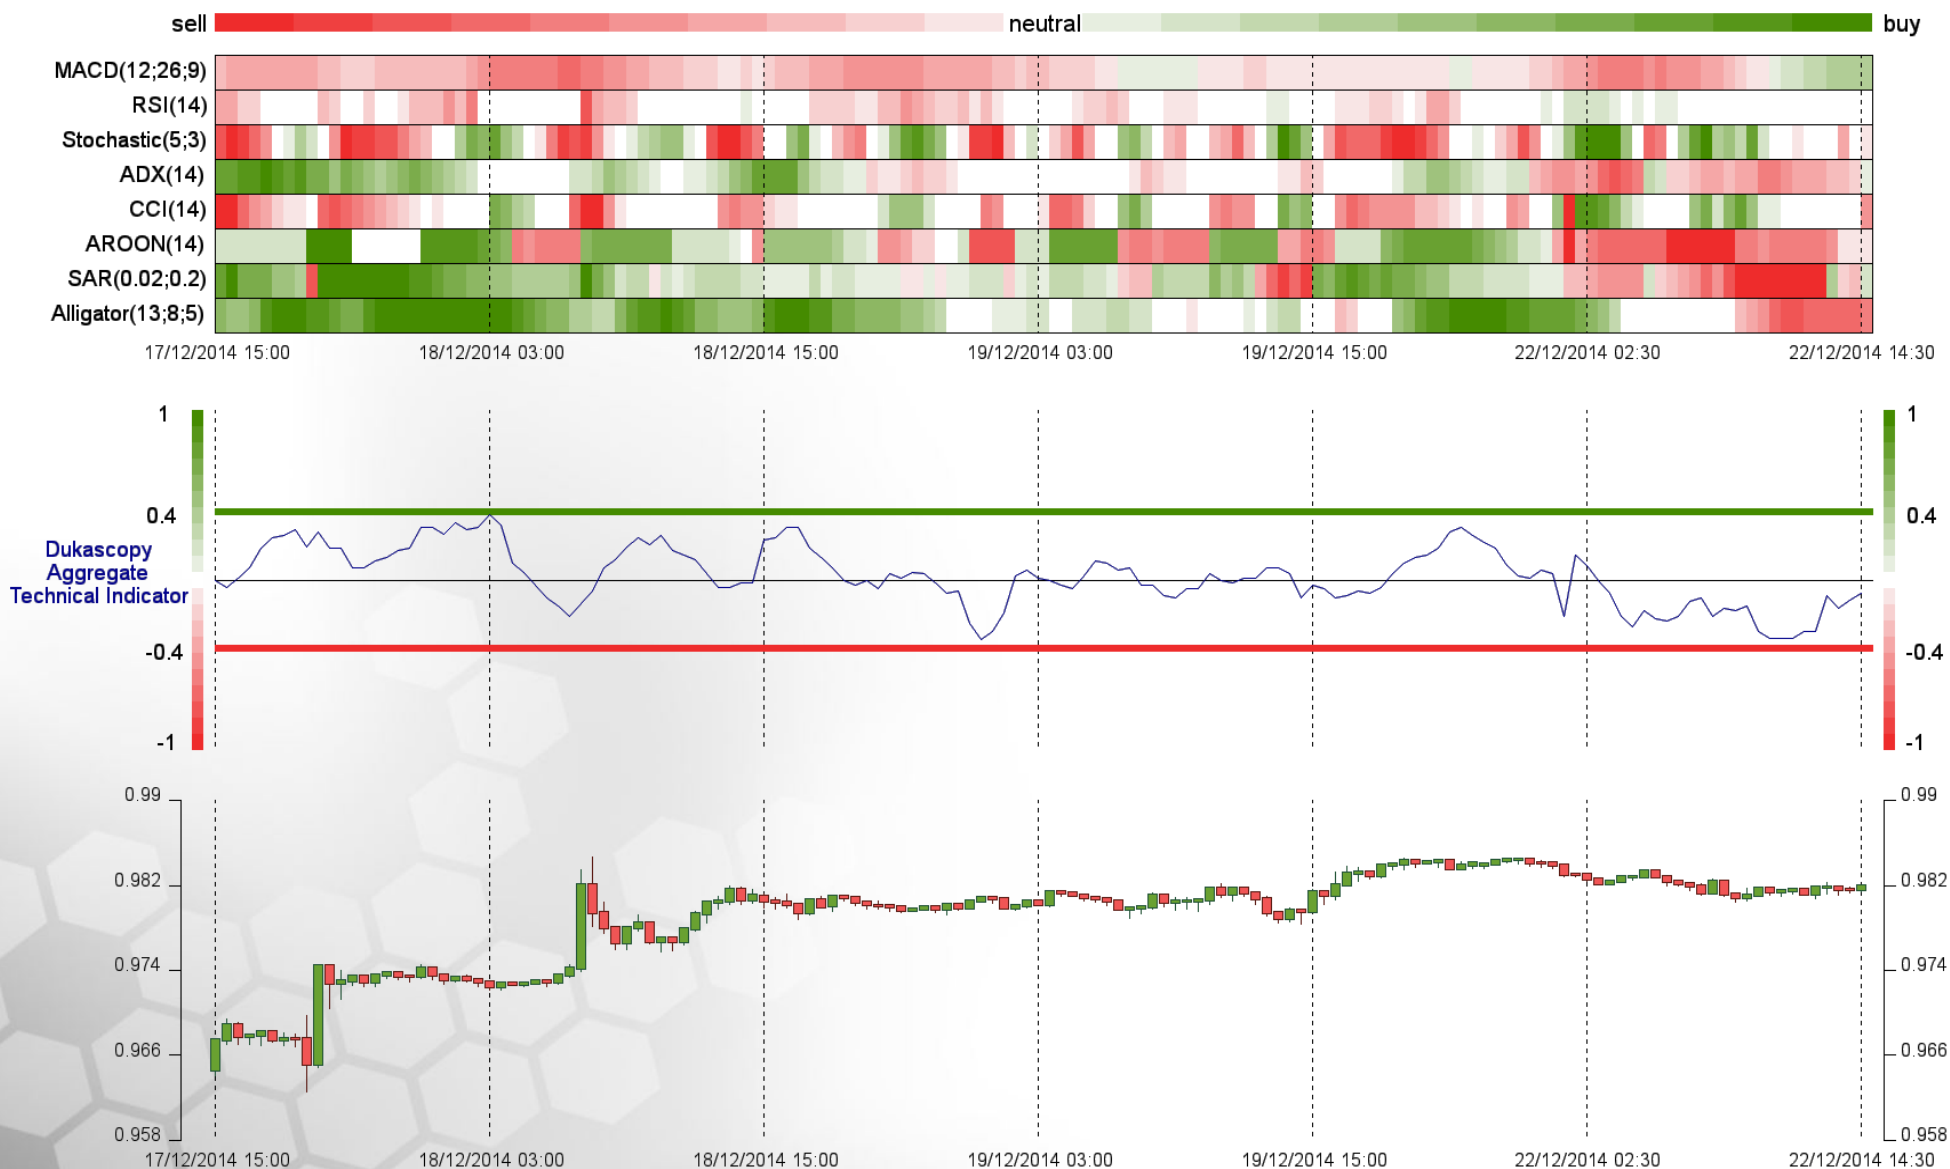 sell neutral buy
MACD(12;26;9)
RSI(14)
Stochastic(5;3)
ADX(14)
CCI(14)
AROON(14)
SAR(0.02;0.2)
Alligator(13;8;5)
17/12/2014 15:00 18/12/2014 03:00 18/12/2014 15:00 19/12/2014 03:00 19/12/2014 15:00 22/12/2014 02:30 22/12/2014 14:30
1 1
0.4 0.4
Dukascopy
Aggregate
Technical Indicator
-0.4 -0.4
-1 -1
0.99 0.99
0.982 0.982
0.974 0.974
0.966 0.966
0.958 0.958
17/12/2014 15:00 18/12/2014 03:00 18/12/2014 15:00 19/12/2014 03:00 19/12/2014 15:00 22/12/2014 02:30 22/12/2014 14:30